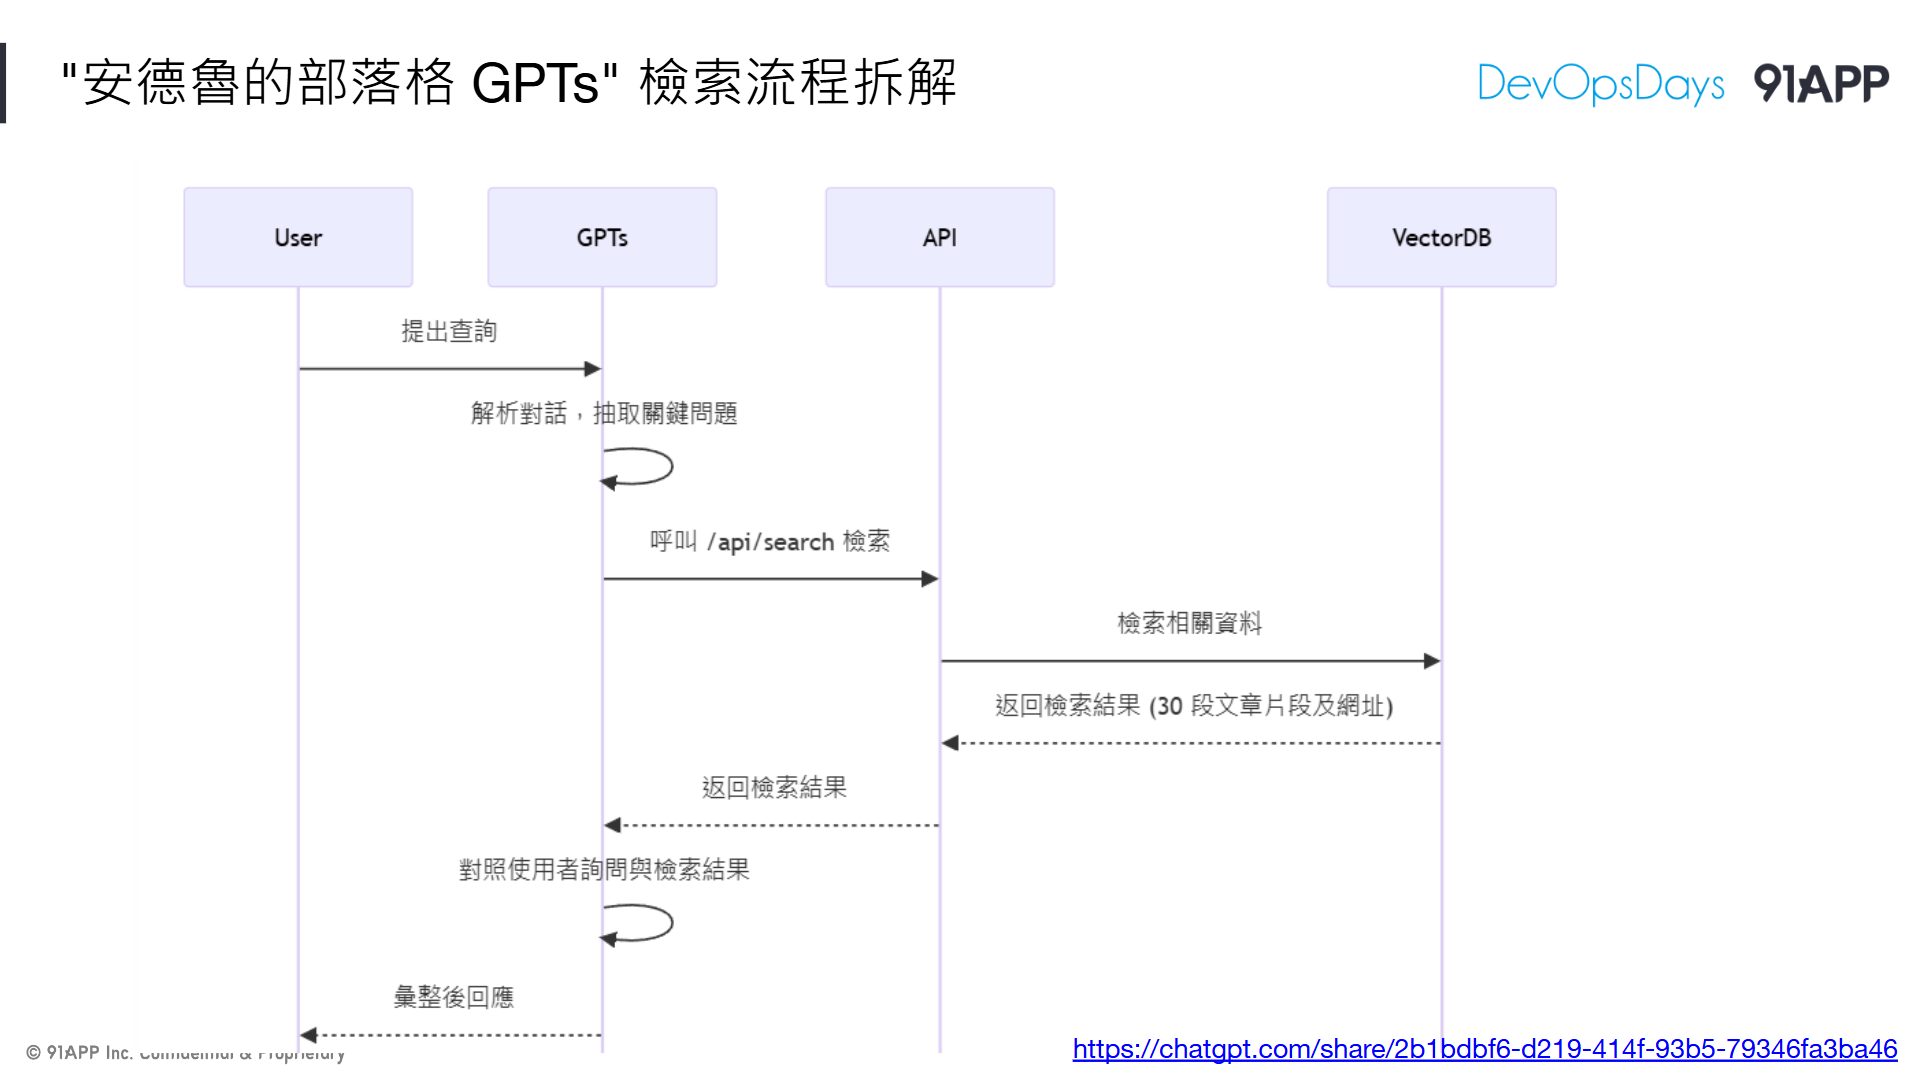 "安德魯的部落格 GPTs" 檢索流程拆解
DevOpsDays 91APP
User GPTs API VectorDB
提出查詢
解析對話，抽取關鍵問題
呼叫 /api/search 檢索
檢索相關資料
返回檢索結果 (30 段文章片段及網址)
返回檢索結果
對照使用者詢問與檢索結果
彙整後回應
© 91APP Inc. Confidential & Proprietary
https://chatgpt.com/share/2b1bdbf6-d219-414f-93b5-79346fa3ba46